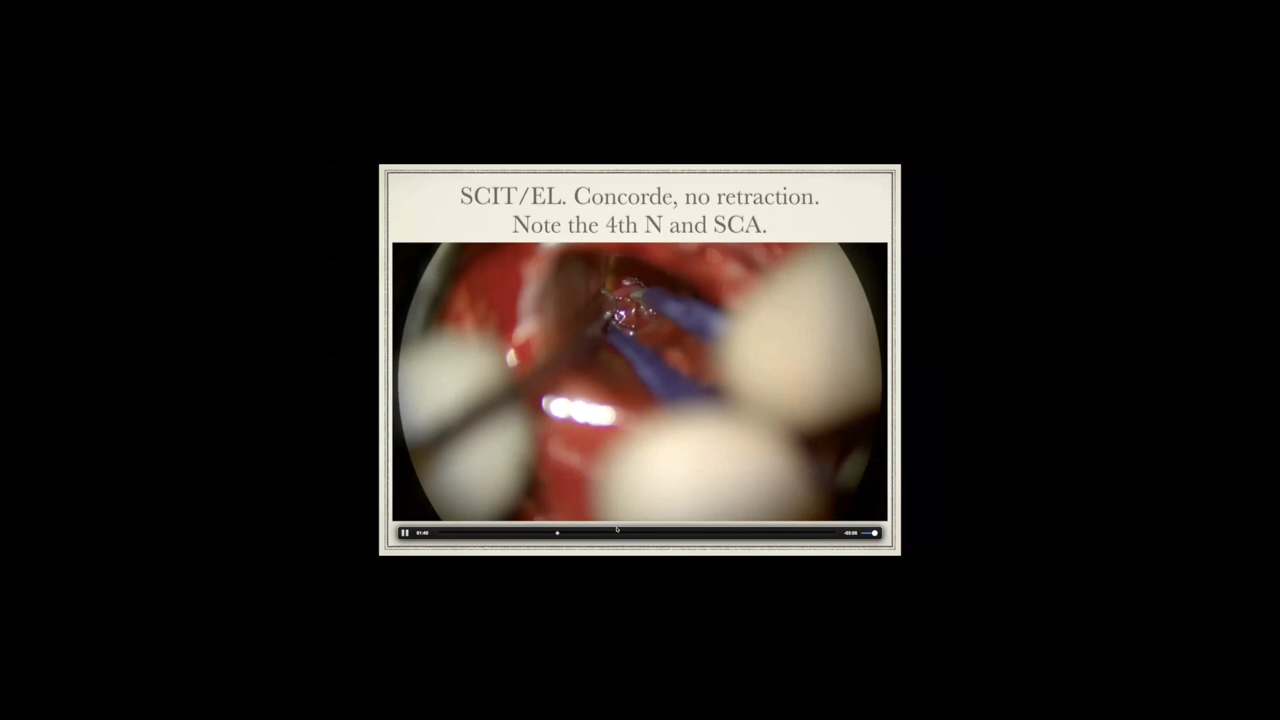 SCIT/EL. Concorde, no retraction.
Note the 4th N and SCA.